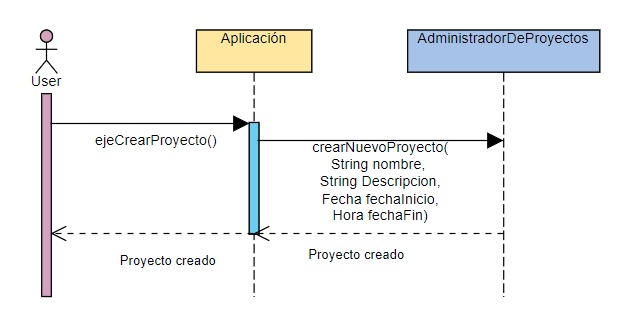 Aplicación
AdministradorDeProyectos
User
ejeCrearProyecto()
crearNuevoProyecto(
String nombre,
String Descripcion,
Fecha fechaInicio,
Hora fechaFin)
Proyecto creado
Proyecto creado